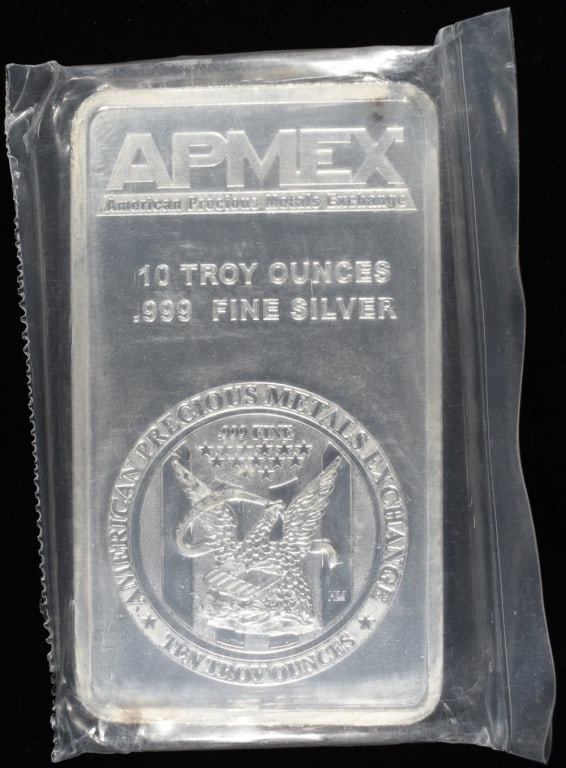 APMEX
American Precious Metals Exchange
10 TROY OUNCES
.999 FINE SILVER
AMERICAN PRECIOUS METALS EXCHANGE
.999 FINE
HM
TEN TROY OUNCES